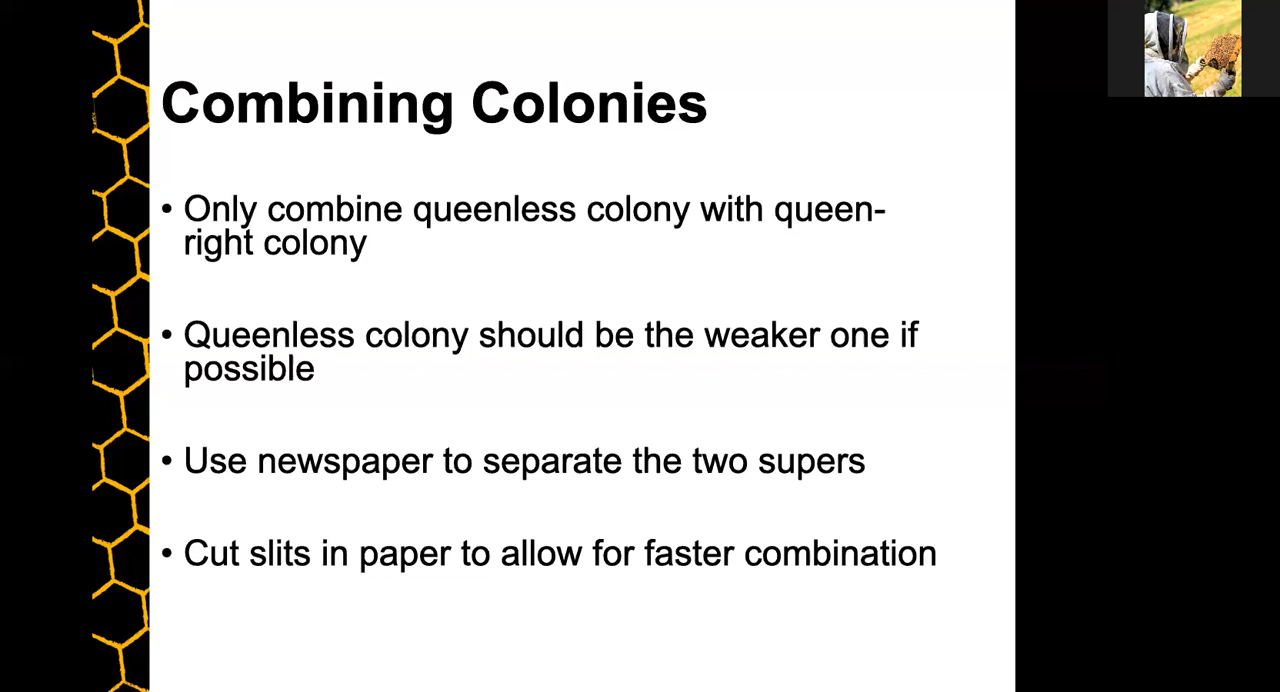 Combining Colonies
• Only combine queenless colony with queen-
right colony
• Queenless colony should be the weaker one if
possible
• Use newspaper to separate the two supers
• Cut slits in paper to allow for faster combination